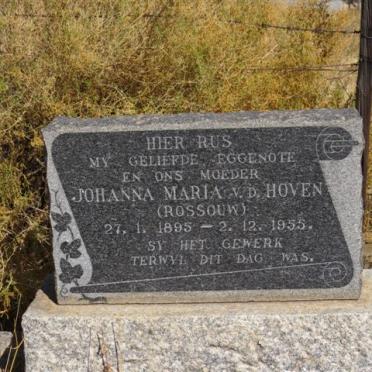 HIER RUS
MY GELIEFDE EGGENOTE
EN ONS MOEDER
JOHANNA MARIA V. D. HOVEN
(ROSSOUW)
27. 1. 1895 – 2. 12. 1955.
SY HET GEWERK
TERWYL DIT DAG WAS.